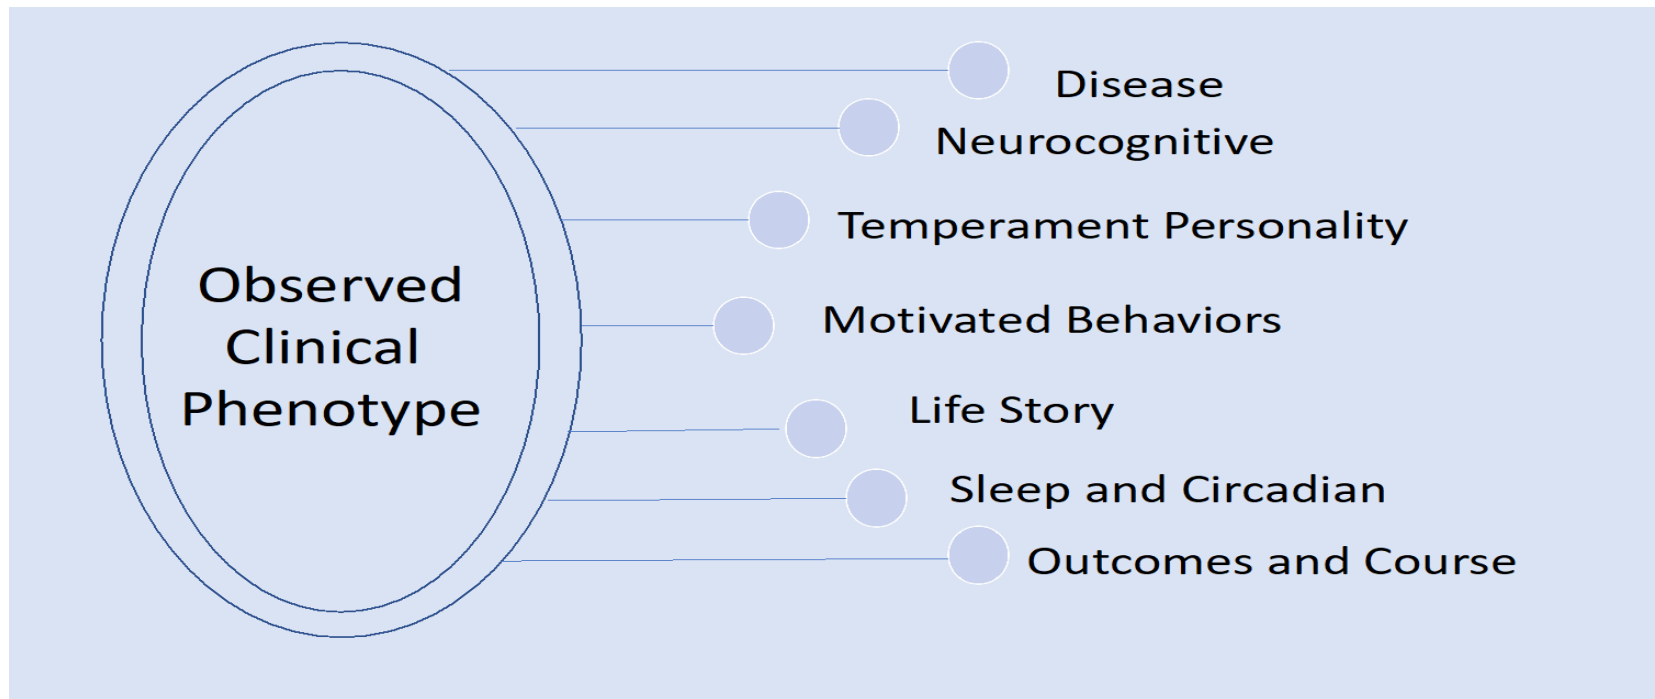 Observed
Clinical
Phenotype
Disease
Neurocognitive
Temperament Personality
Motivated Behaviors
Life Story
Sleep and Circadian
Outcomes and Course